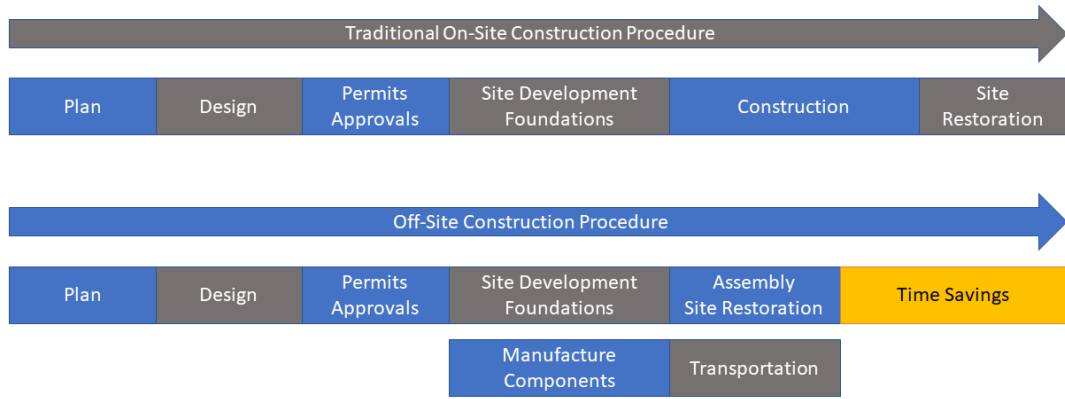 Traditional On-Site Construction Procedure
Plan
Design
Permits
Approvals
Site Development
Foundations
Construction
Site
Restoration
Off-Site Construction Procedure
Plan
Design
Permits
Approvals
Site Development
Foundations
Assembly
Site Restoration
Time Savings
Manufacture
Components
Transportation